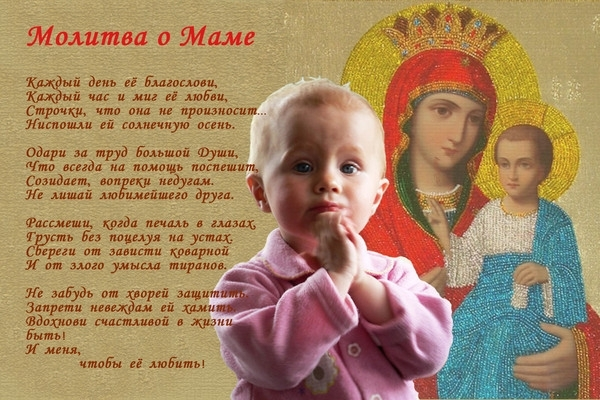 Молитва о Маме
Каждый день её благослови,
Каждый час и миг её любви,
Строчки, что она не произносит...
Ниспошли ей солнечную осень.
Одари за труд большой Души,
Что всегда на помощь поспешит,
Созидает, вопреки недугам.
Не лишай любимейшего друга.
Рассмеши, когда печаль в глазах,
Грусть без поцелуя на устах.
Сбереги от зависти коварной
И от злого умысла тиранов.
Не забудь от хворей защитить.
Запрети невеждам ей хамить.
Вдохнови счастливой в жизни
быть!
И меня,
чтобы её любить!